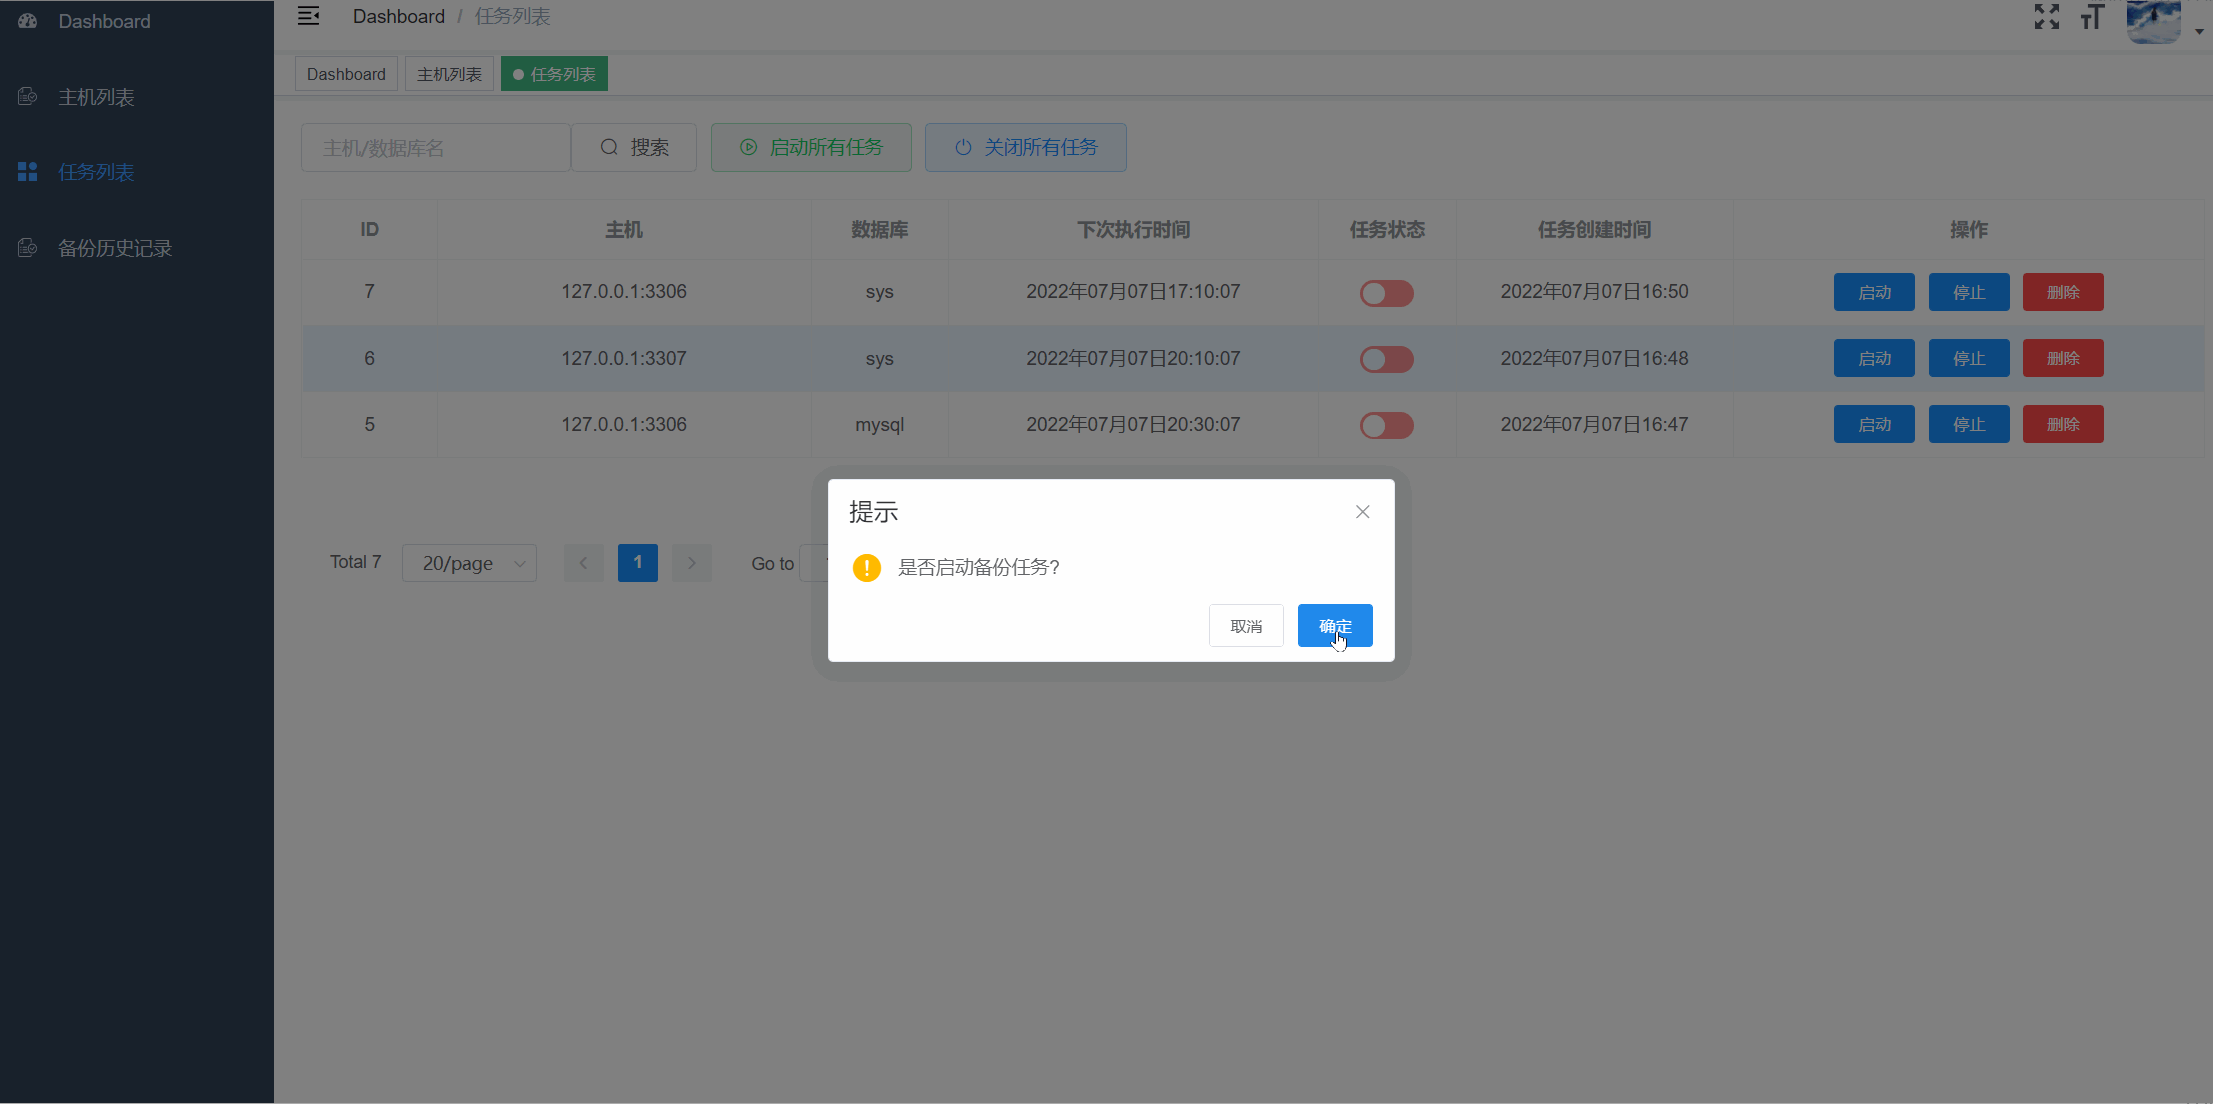 Dashboard
主机列表
任务列表
备份历史记录
Dashboard / 任务列表
Dashboard 主机列表 任务列表
主机/数据库名 搜索 启动所有任务 关闭所有任务
ID 主机 数据库 下次执行时间 任务状态 任务创建时间 操作
7 127.0.0.1:3306 sys 2022年07月07日17:10:07 2022年07月07日16:50 启动 停止 删除
6 127.0.0.1:3307 sys 2022年07月07日20:10:07 2022年07月07日16:48 启动 停止 删除
5 127.0.0.1:3306 mysql 2022年07月07日20:30:07 2022年07月07日16:47 启动 停止 删除
Total 7 20/page 1 Go to
提示
是否启动备份任务?
取消 确定